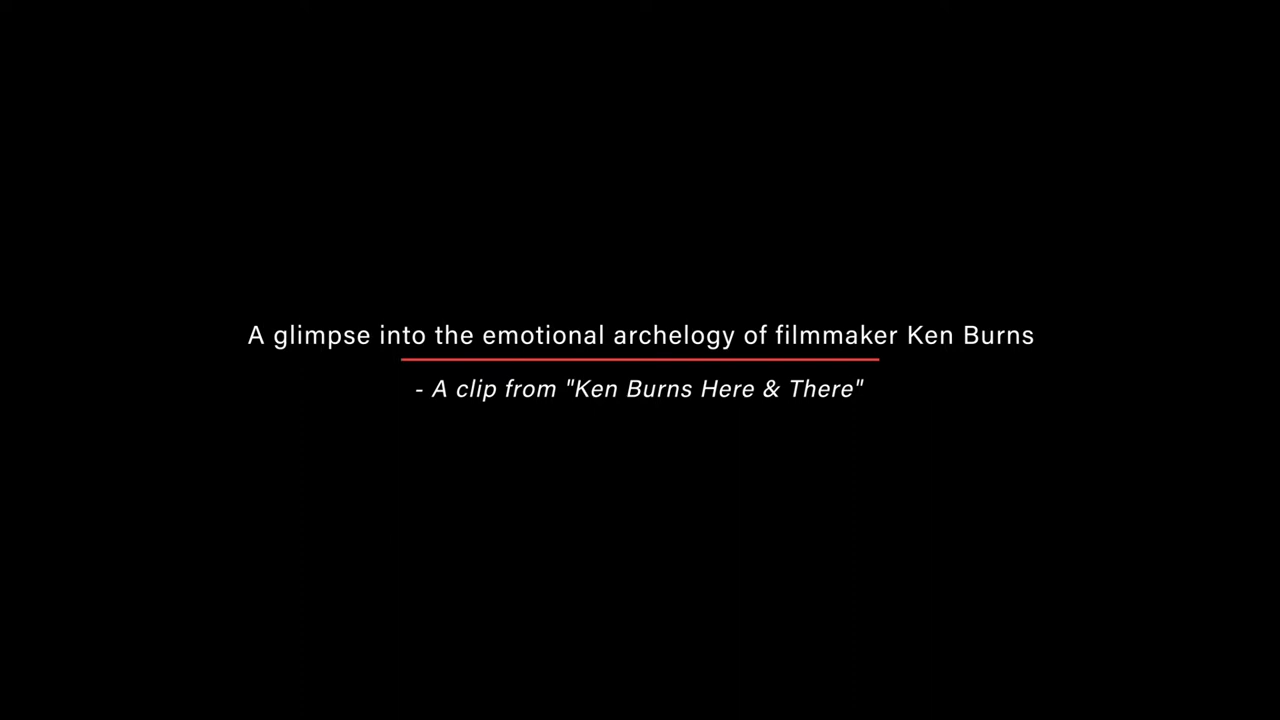 A glimpse into the emotional archelogy of filmmaker Ken Burns
- A clip from "Ken Burns Here & There"